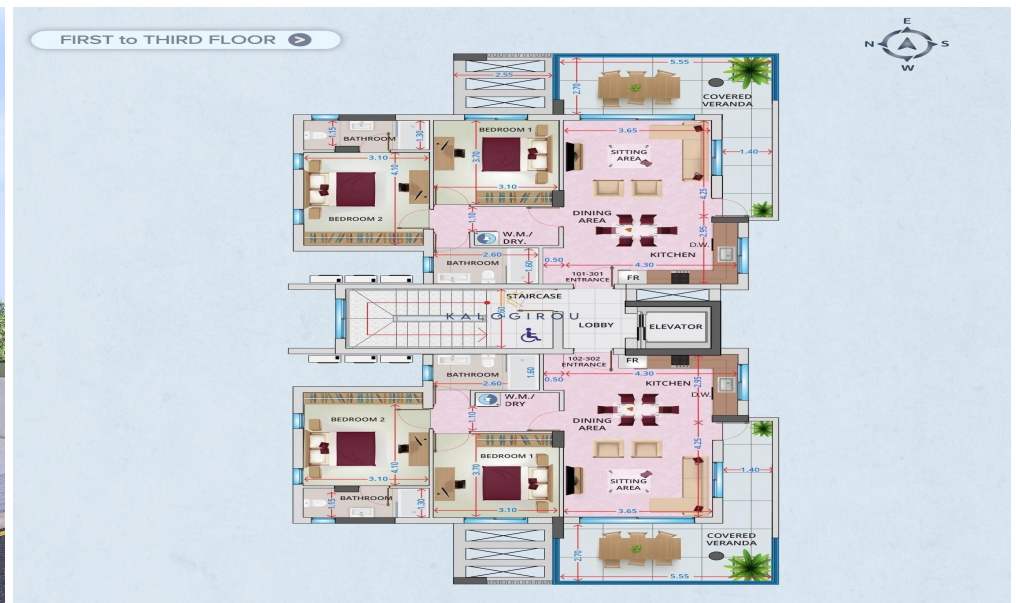 FIRST to THIRD FLOOR
E
N
S
W
5.55
2.55
2.70
COVERED
VERANDA
1.15
BATHROOM
1.30
BEDROOM 1
3.65
SITTING
AREA
1.40
3.10
4.10
3.70
3.10
4.25
BEDROOM 2
1.10
DINING
AREA
W.M./
DRY.
2.95
D.W.
KITCHEN
BATHROOM
2.60
1.60
0.50
4.30
101-301
ENTRANCE
FR
STAIRCASE
2.60
KALOGIROU
LOBBY
ELEVATOR
102-302
ENTRANCE
FR
BATHROOM
1.60
2.60
0.50
4.30
KITCHEN
2.95
D.W.
W.M./
DRY
1.10
BEDROOM 2
DINING
AREA
4.25
BEDROOM 1
4.10
3.70
3.10
1.40
SITTING
AREA
1.15
BATHROOM
1.30
3.10
3.65
COVERED
VERANDA
2.70
5.55